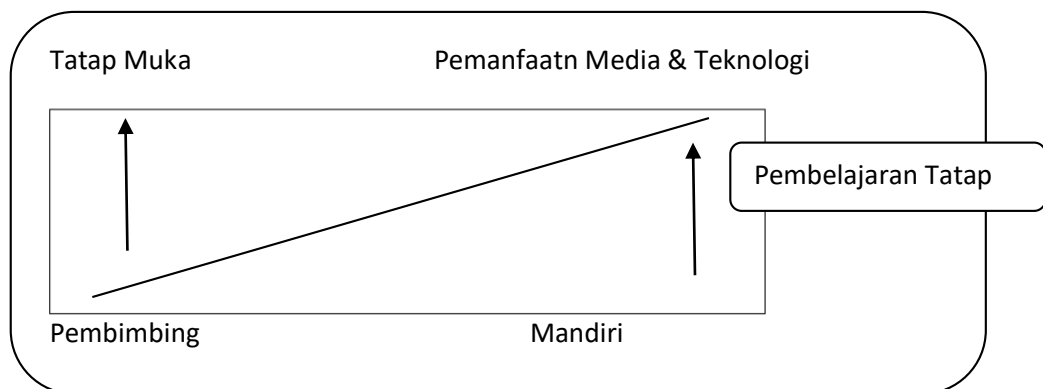 Tatap Muka
Pemanfaatn Media & Teknologi
Pembelajaran Tatap
Pembimbing
Mandiri